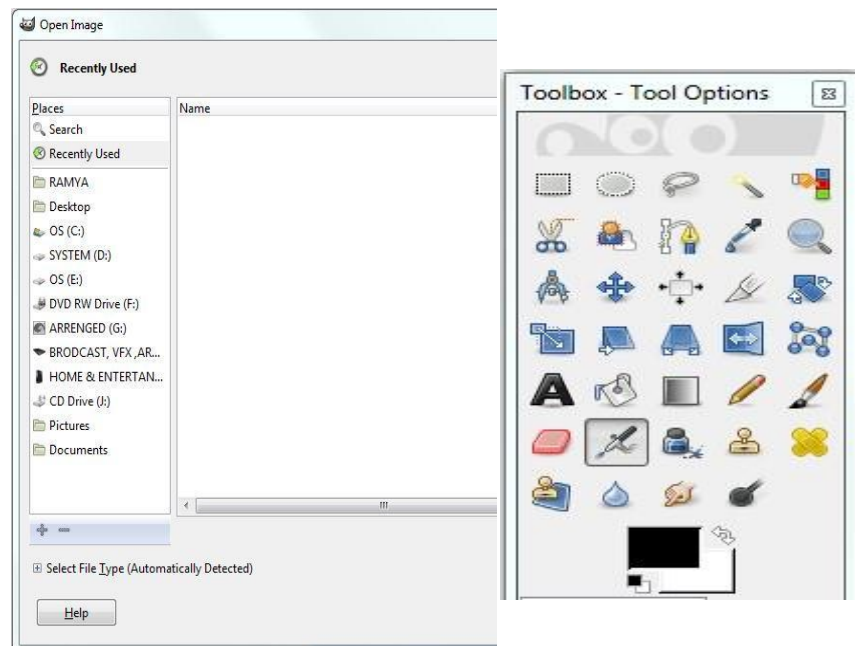 Open Image
Recently Used
Places
Name
Search
Recently Used
RAMYA
Desktop
OS (C:)
SYSTEM (D:)
OS (E:)
DVD RW Drive (F:)
ARRENGED (G:)
BRODCAST, VFX ,AR...
HOME & ENTERTAN...
CD Drive (J:)
Pictures
Documents
Select File Type (Automatically Detected)
Help
Toolbox - Tool Options